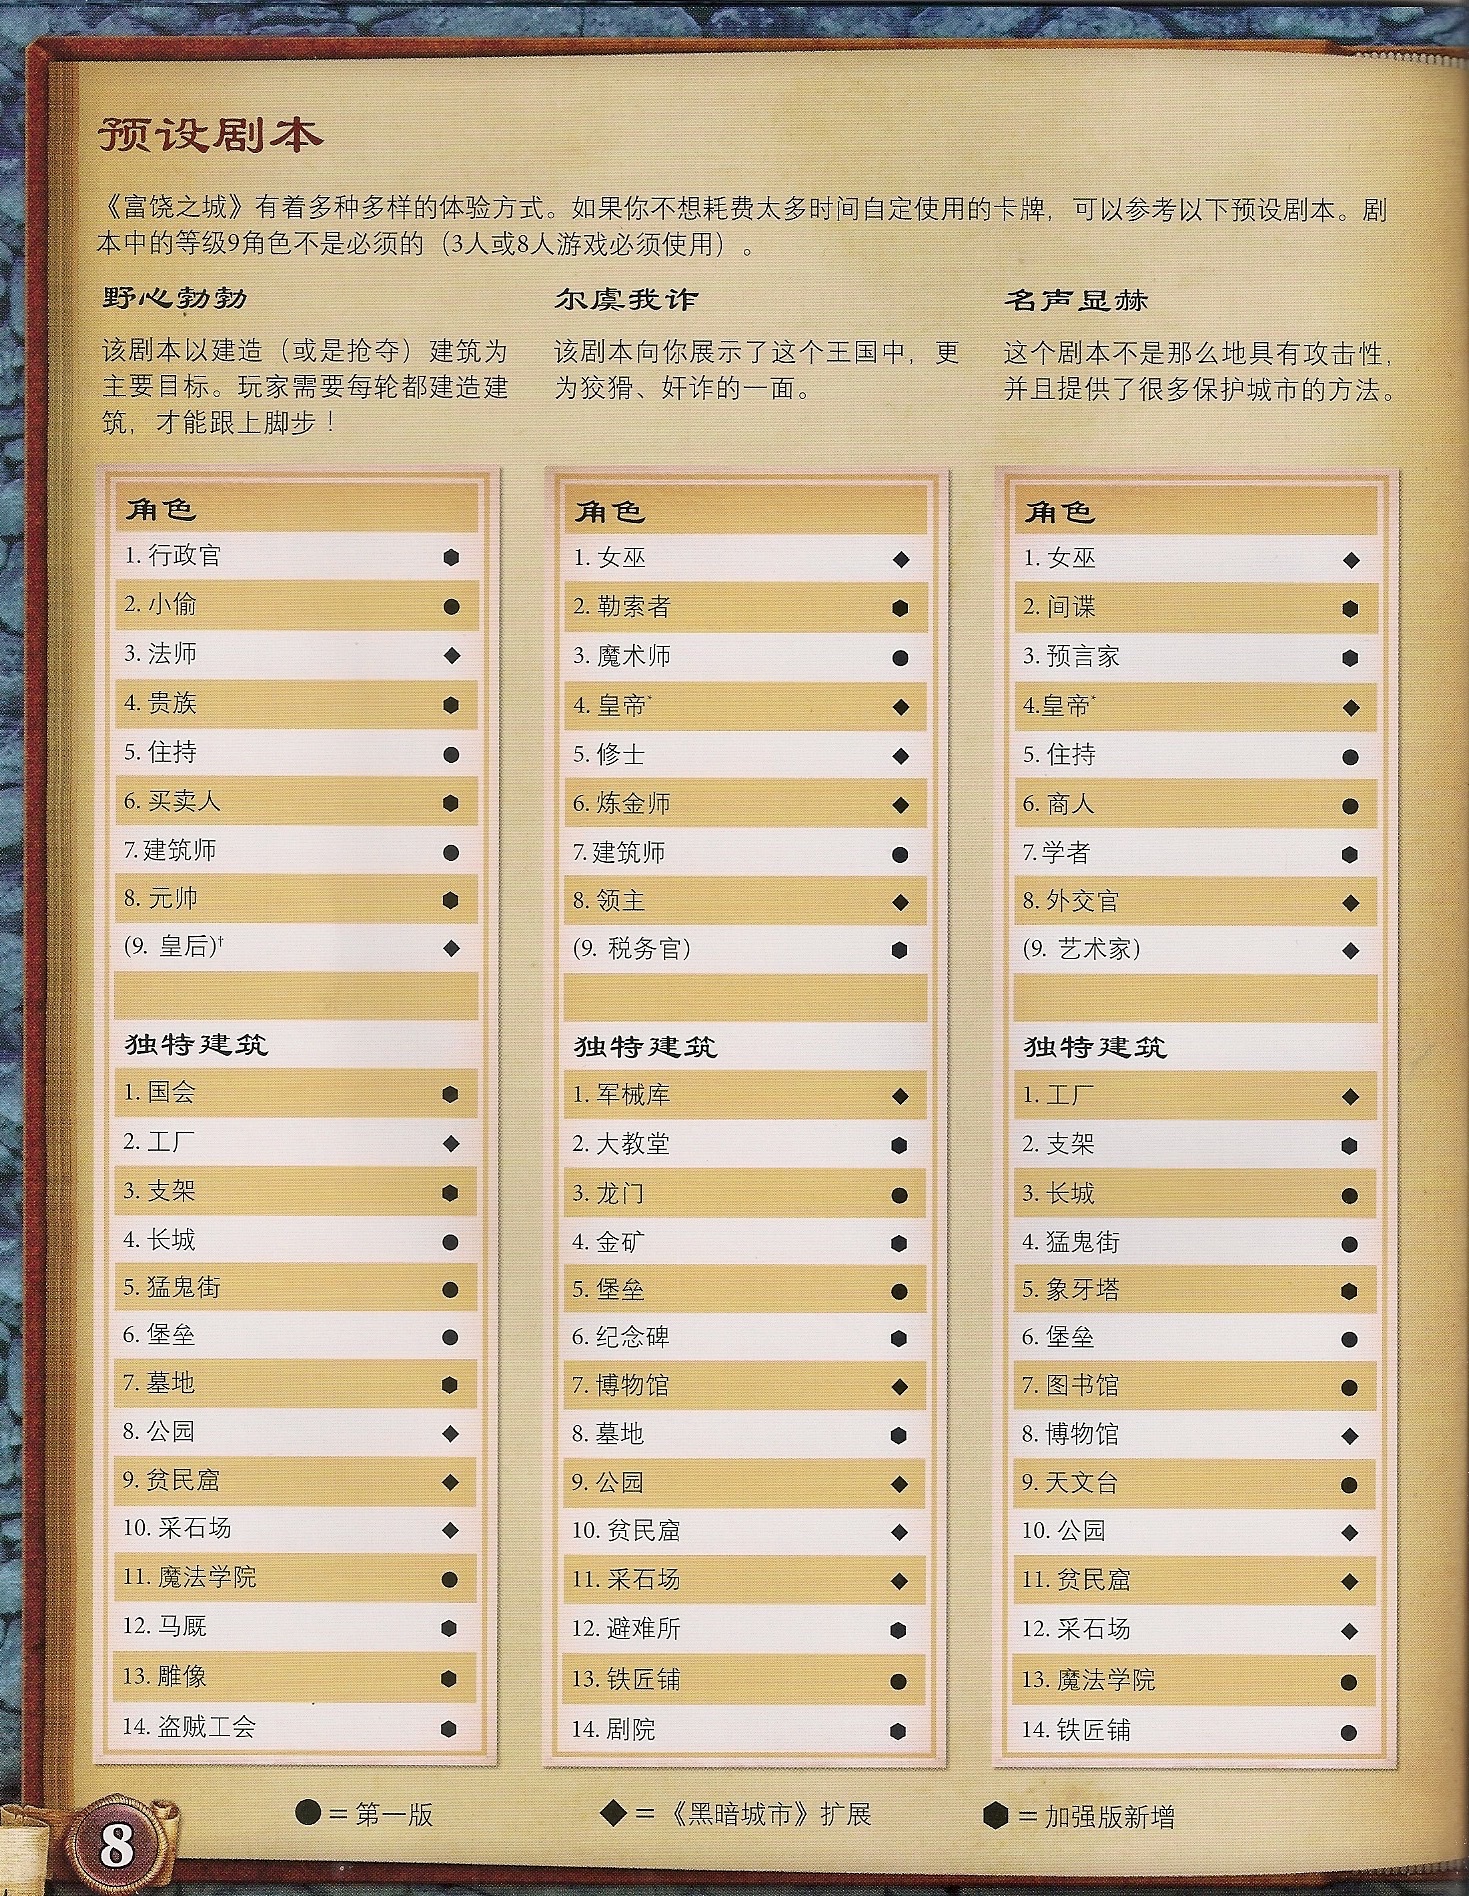 预设剧本
《富饶之城》有着多种多样的体验方式。如果你不想耗费太多时间自定使用的卡牌，可以参考以下预设剧本。剧
本中的等级9角色不是必须的（3人或8人游戏必须使用）。
野心勃勃
该剧本以建造（或是抢夺）建筑为
主要目标。玩家需要每轮都建造建
筑，才能跟上脚步！
角色
1. 行政官 ⬢
2. 小偷 ●
3. 法师 ◆
4. 贵族 ⬢
5. 住持 ●
6. 买卖人 ⬢
7. 建筑师 ●
8. 元帅 ⬢
(9. 皇后)† ◆
独特建筑
1. 国会 ⬢
2. 工厂 ◆
3. 支架 ⬢
4. 长城 ●
5. 猛鬼街 ●
6. 堡垒 ●
7. 墓地 ⬢
8. 公园 ◆
9. 贫民窟 ◆
10. 采石场 ◆
11. 魔法学院 ●
12. 马厩 ⬢
13. 雕像 ⬢
14. 盗贼工会 ⬢
尔虞我诈
该剧本向你展示了这个王国中，更
为狡猾、奸诈的一面。
角色
1. 女巫 ◆
2. 勒索者 ⬢
3. 魔术师 ●
4. 皇帝* ◆
5. 修士 ◆
6. 炼金师 ◆
7. 建筑师 ●
8. 领主 ◆
(9. 税务官) ⬢
独特建筑
1. 军械库 ◆
2. 大教堂 ⬢
3. 龙门 ●
4. 金矿 ⬢
5. 堡垒 ●
6. 纪念碑 ⬢
7. 博物馆 ◆
8. 墓地 ⬢
9. 公园 ◆
10. 贫民窟 ◆
11. 采石场 ◆
12. 避难所 ⬢
13. 铁匠铺 ●
14. 剧院 ⬢
名声显赫
这个剧本不是那么地具有攻击性，
并且提供了很多保护城市的方法。
角色
1. 女巫 ◆
2. 间谍 ⬢
3. 预言家 ⬢
4.皇帝* ◆
5. 住持 ●
6. 商人 ●
7. 学者 ⬢
8. 外交官 ◆
(9. 艺术家) ◆
独特建筑
1. 工厂 ◆
2. 支架 ⬢
3. 长城 ●
4. 猛鬼街 ●
5. 象牙塔 ⬢
6. 堡垒 ●
7. 图书馆 ●
8. 博物馆 ◆
9. 天文台 ●
10. 公园 ◆
11. 贫民窟 ◆
12. 采石场 ◆
13. 魔法学院 ●
14. 铁匠铺 ●
●＝第一版
◆＝《黑暗城市》扩展
⬢＝加强版新增
8